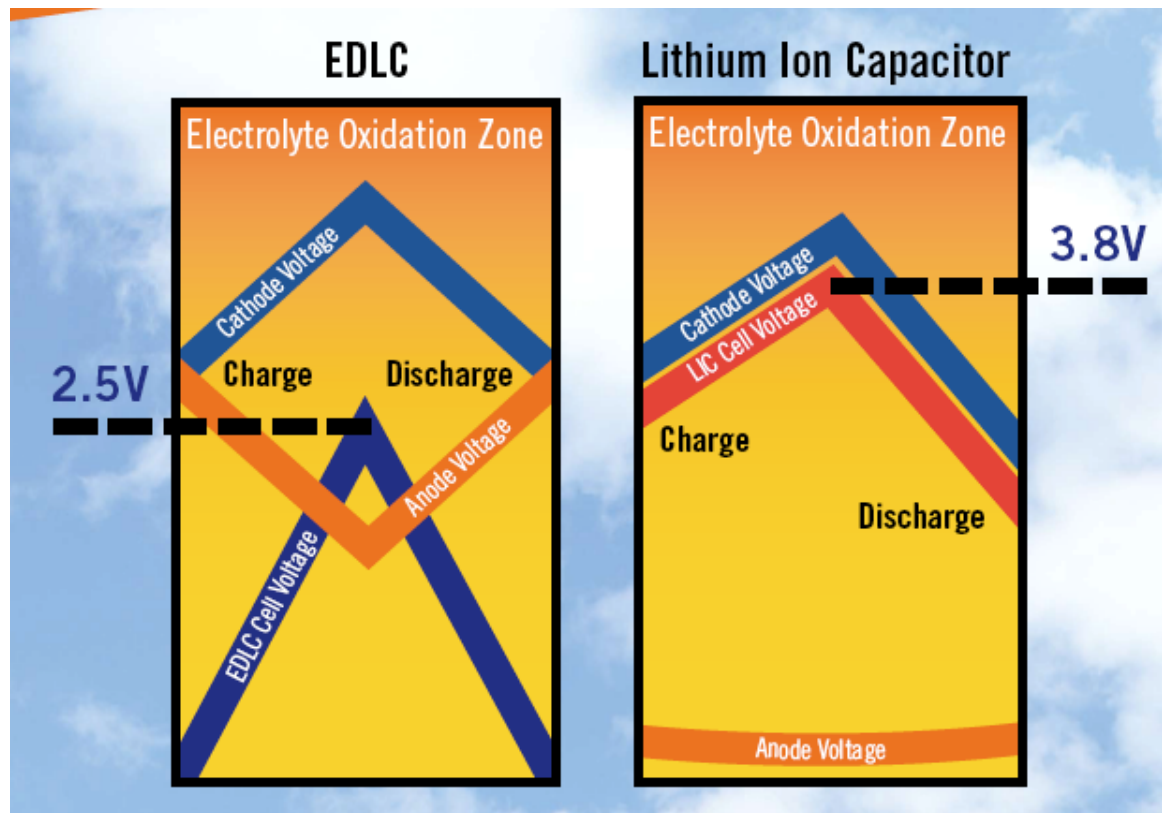 EDLC
Electrolyte Oxidation Zone
Cathode Voltage
Charge
Discharge
2.5V
Anode Voltage
EDLC Cell Voltage
Lithium Ion Capacitor
Electrolyte Oxidation Zone
3.8V
Cathode Voltage
LIC Cell Voltage
Charge
Discharge
Anode Voltage